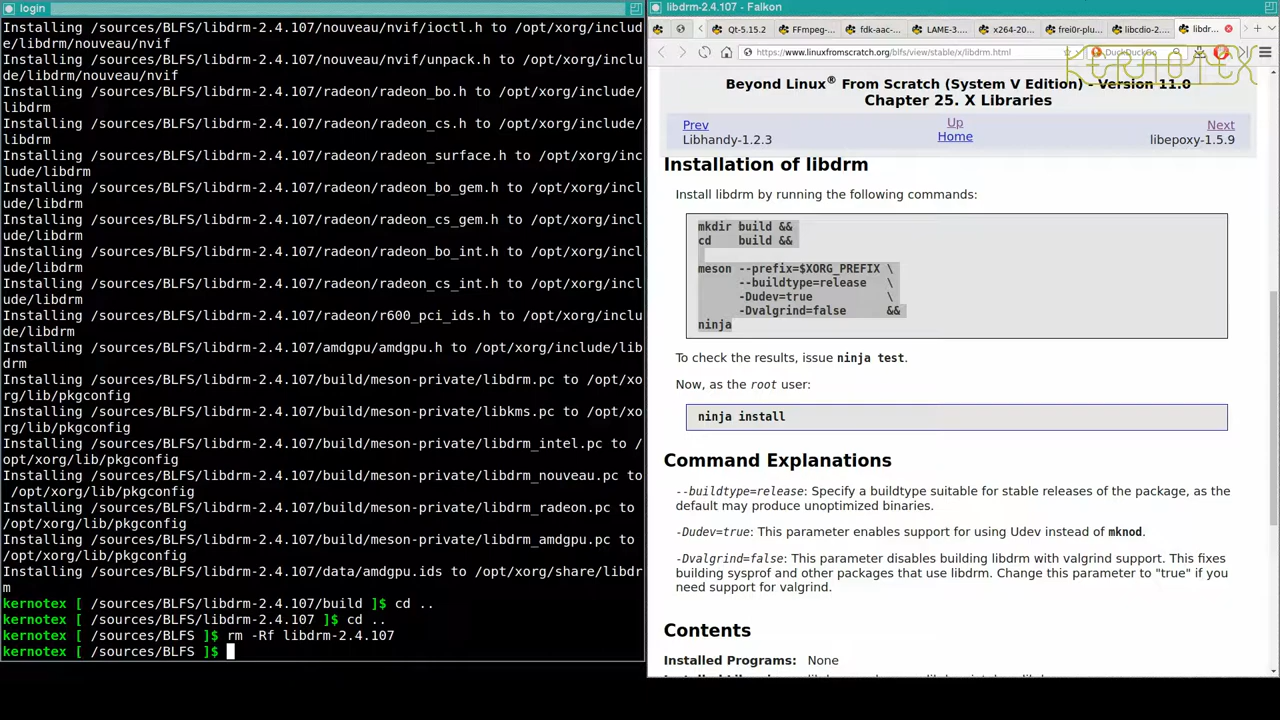 login
Installing /sources/BLFS/libdrm-2.4.107/nouveau/nvif/ioctl.h to /opt/xorg/includ
e/libdrm/nouveau/nvif
Installing /sources/BLFS/libdrm-2.4.107/nouveau/nvif/unpack.h to /opt/xorg/inclu
de/libdrm/nouveau/nvif
Installing /sources/BLFS/libdrm-2.4.107/radeon/radeon_bo.h to /opt/xorg/include/
libdrm
Installing /sources/BLFS/libdrm-2.4.107/radeon/radeon_cs.h to /opt/xorg/include/
libdrm
Installing /sources/BLFS/libdrm-2.4.107/radeon/radeon_surface.h to /opt/xorg/inc
lude/libdrm
Installing /sources/BLFS/libdrm-2.4.107/radeon/radeon_bo_gem.h to /opt/xorg/incl
ude/libdrm
Installing /sources/BLFS/libdrm-2.4.107/radeon/radeon_cs_gem.h to /opt/xorg/incl
ude/libdrm
Installing /sources/BLFS/libdrm-2.4.107/radeon/radeon_bo_int.h to /opt/xorg/incl
ude/libdrm
Installing /sources/BLFS/libdrm-2.4.107/radeon/radeon_cs_int.h to /opt/xorg/incl
ude/libdrm
Installing /sources/BLFS/libdrm-2.4.107/radeon/r600_pci_ids.h to /opt/xorg/inclu
de/libdrm
Installing /sources/BLFS/libdrm-2.4.107/amdgpu/amdgpu.h to /opt/xorg/include/lib
drm
Installing /sources/BLFS/libdrm-2.4.107/build/meson-private/libdrm.pc to /opt/xo
rg/lib/pkgconfig
Installing /sources/BLFS/libdrm-2.4.107/build/meson-private/libkms.pc to /opt/xo
rg/lib/pkgconfig
Installing /sources/BLFS/libdrm-2.4.107/build/meson-private/libdrm_intel.pc to /
opt/xorg/lib/pkgconfig
Installing /sources/BLFS/libdrm-2.4.107/build/meson-private/libdrm_nouveau.pc to
 /opt/xorg/lib/pkgconfig
Installing /sources/BLFS/libdrm-2.4.107/build/meson-private/libdrm_radeon.pc to
/opt/xorg/lib/pkgconfig
Installing /sources/BLFS/libdrm-2.4.107/build/meson-private/libdrm_amdgpu.pc to
/opt/xorg/lib/pkgconfig
Installing /sources/BLFS/libdrm-2.4.107/data/amdgpu.ids to /opt/xorg/share/libdr
m
kernotex [ /sources/BLFS/libdrm-2.4.107/build ]$ cd ..
kernotex [ /sources/BLFS/libdrm-2.4.107 ]$ cd ..
kernotex [ /sources/BLFS ]$ rm -Rf libdrm-2.4.107
kernotex [ /sources/BLFS ]$
libdrm-2.4.107 - Falkon
Qt-5.15.2 FFmpeg-... fdk-aac-... LAME-3.... x264-20... frei0r-plu... libcdio-2.... libdr...
https://www.linuxfromscratch.org/blfs/view/stable/x/libdrm.html DuckDuckGo
KERNOTEX
Beyond Linux® From Scratch (System V Edition) - Version 11.0
Chapter 25. X Libraries
Prev Up Next
Libhandy-1.2.3 Home libepoxy-1.5.9
Installation of libdrm
Install libdrm by running the following commands:
mkdir build &&
cd    build &&
meson --prefix=$XORG_PREFIX \
      --buildtype=release   \
      -Dudev=true           \
      -Dvalgrind=false      &&
ninja
To check the results, issue ninja test.
Now, as the root user:
ninja install
Command Explanations
--buildtype=release: Specify a buildtype suitable for stable releases of the package, as the
default may produce unoptimized binaries.
-Dudev=true: This parameter enables support for using Udev instead of mknod.
-Dvalgrind=false: This parameter disables building libdrm with valgrind support. This fixes
building sysprof and other packages that use libdrm. Change this parameter to "true" if you
need support for valgrind.
Contents
Installed Programs: None